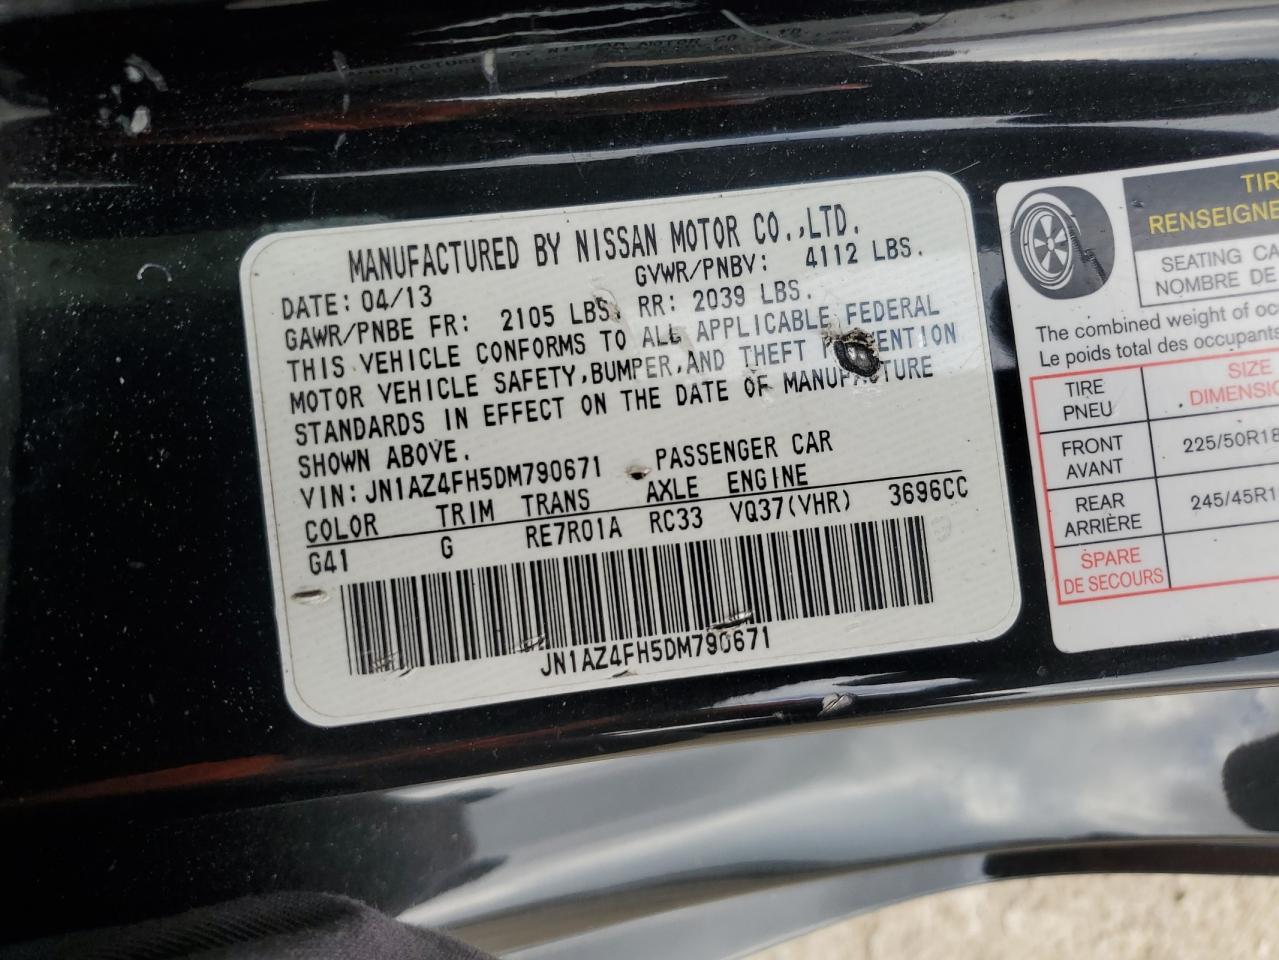 MANUFACTURED BY NISSAN MOTOR CO.,LTD.
DATE: 04/13 GVWR/PNBV: 4112 LBS.
GAWR/PNBE FR: 2105 LBS. RR: 2039 LBS.
THIS VEHICLE CONFORMS TO ALL APPLICABLE FEDERAL
MOTOR VEHICLE SAFETY,BUMPER,AND THEFT
STANDARDS IN EFFECT ON THE DATE OF MANUFACTURE
SHOWN ABOVE.
VIN: JN1AZ4FH5DM790671 PASSENGER CAR
COLOR TRIM TRANS AXLE ENGINE
G41 G RE7R01A RC33 VQ37(VHR) 3696CC
JN1AZ4FH5DM790671
TIR
RENSEIGNE
SEATING CA
NOMBRE DE
The combined weight of oc
Le poids total des occupant
TIRE SIZE
PNEU DIMENSIO
FRONT
AVANT 225/50R18
REAR
ARRIÈRE 245/45R1
SPARE
DE SECOURS